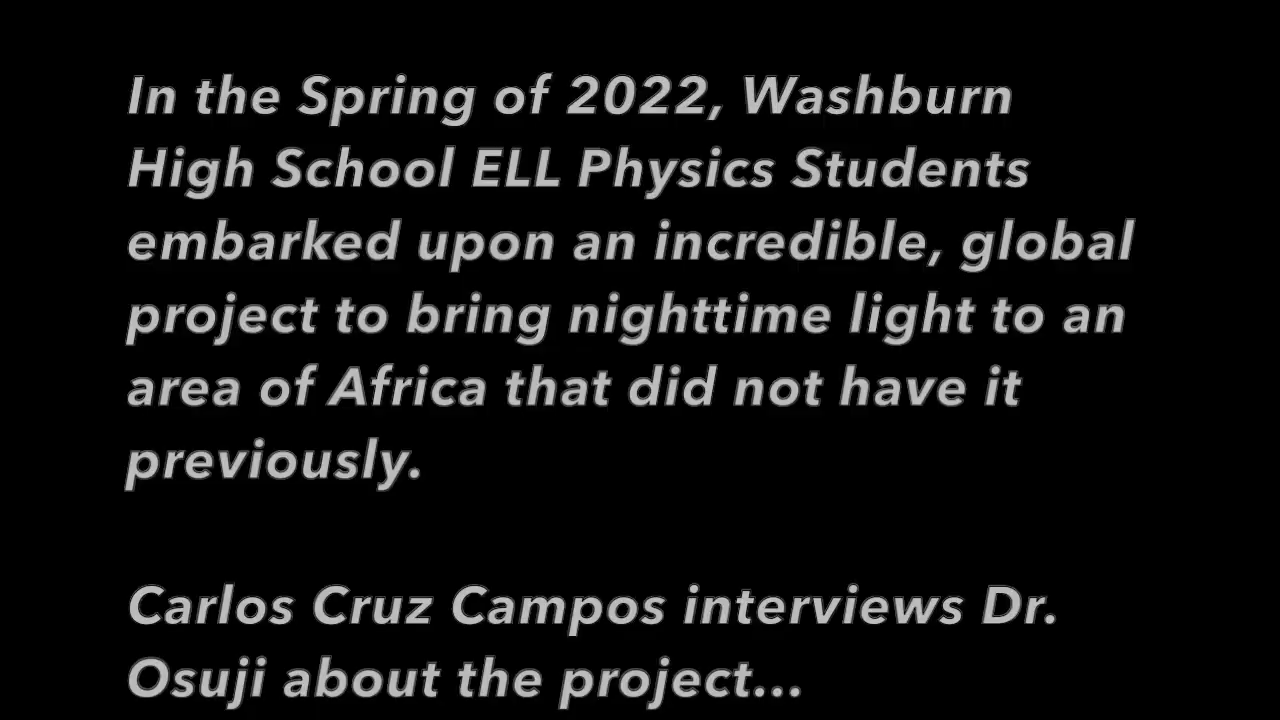 In the Spring of 2022, Washburn
High School ELL Physics Students
embarked upon an incredible, global
project to bring nighttime light to an
area of Africa that did not have it
previously.
Carlos Cruz Campos interviews Dr.
Osuji about the project...